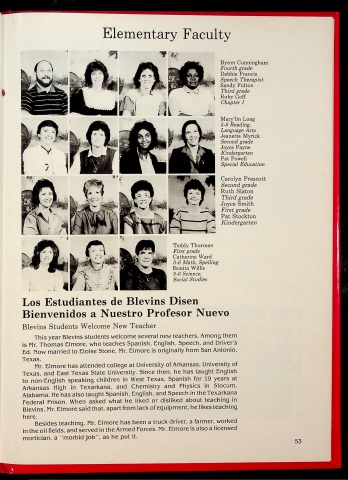 Elementary Faculty
Byron Cunningham
Fourth grade
Debbie Francis
Speech Therapist
Sandy Fulton
Third grade
Ruby Goff
Chapter I
Mary'lin Long
5-6 Reading,
Language Arts
Jeanette Myrick
Second grade
Joyce Payne
Kindergarten
Pat Powell
Special Education
Carolyn Prescott
Second grade
Ruth Slaton
Third grade
Joyce Smith
First grade
Pat Stockton
Kindergarten
Teddy Thurman
First grade
Catherine Ward
5-6 Math, Spelling
Bonita Willis
5-6 Science,
Social Studies
Los Estudiantes de Blevins Disen
Bienvenidos a Nuestro Profesor Nuevo
Blevins Students Welcome New Teacher
This year Blevins students welcome several new teachers. Among them
is Mr. Thomas Elmore, who teaches Spanish, English, Speech, and Driver's
Ed. Now married to Eloise Stone, Mr. Elmore is originally from San Antonio,
Texas.
Mr. Elmore has attended college at University of Arkansas, University of
Texas, and East Texas State University. Since then, he has taught English
to non-English speaking children in West Texas, Spanish for 19 years at
Arkansas High in Texarkana, and Chemistry and Physics in Slocum,
Alabama. He has also taught Spanish, English, and Speech in the Texarkana
Federal Prison. When asked what he liked or disliked about teaching in
Blevins, Mr. Elmore said that, apart from lack of equipment, he likes teaching
here.
Besides teaching, Mr. Elmore has been a truck driver, a farmer, worked
in the oil fields, and served in the Armed Forces. Mr. Elmore is also a licensed
mortician, a "morbid job", as he put it.
53